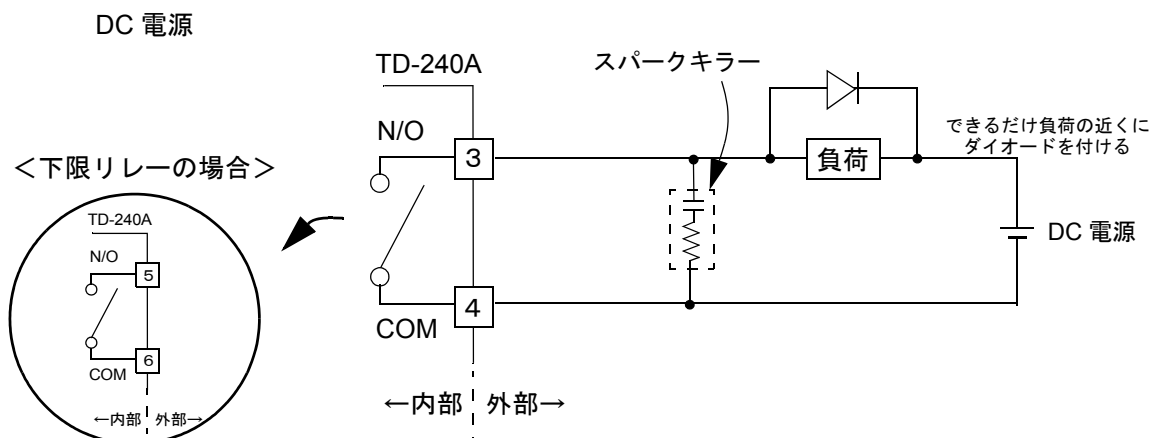 DC 電源
TD-240A
スパークキラー
N/O
3
できるだけ負荷の近くに
ダイオードを付ける
負荷
DC 電源
4
COM
←内部 外部→
＜下限リレーの場合＞
TD-240A
N/O
5
6
COM
←内部 外部→